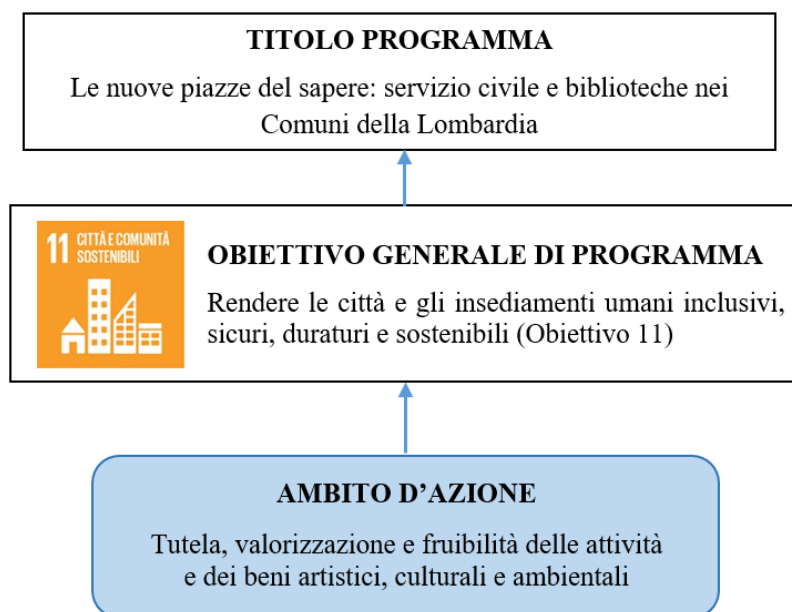 TITOLO PROGRAMMA
Le nuove piazze del sapere: servizio civile e biblioteche nei
Comuni della Lombardia
11 CITTÀ E COMUNITÀ
SOSTENIBILI
OBIETTIVO GENERALE DI PROGRAMMA
Rendere le città e gli insediamenti umani inclusivi,
sicuri, duraturi e sostenibili (Obiettivo 11)
AMBITO D’AZIONE
Tutela, valorizzazione e fruibilità delle attività
e dei beni artistici, culturali e ambientali